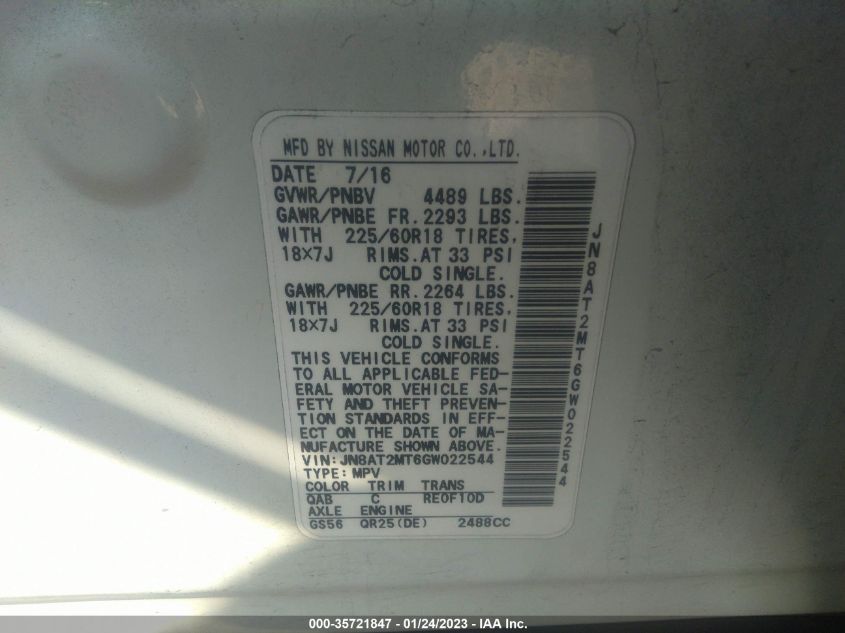 MFD BY NISSAN MOTOR CO.,LTD.
DATE 7/16
GVWR/PNBV 4489 LBS.
GAWR/PNBE FR. 2293 LBS.
WITH 225/60R18 TIRES,
18×7J RIMS.AT 33 PSI
COLD SINGLE.
GAWR/PNBE RR. 2264 LBS.
WITH 225/60R18 TIRES,
18×7J RIMS.AT 33 PSI
COLD SINGLE.
THIS VEHICLE CONFORMS
TO ALL APPLICABLE FED-
ERAL MOTOR VEHICLE SA-
FETY AND THEFT PREVEN-
TION STANDARDS IN EFF-
ECT ON THE DATE OF MA-
NUFACTURE SHOWN ABOVE.
VIN:JN8AT2MT6GW022544
TYPE:MPV
COLOR TRIM TRANS
QAB C RE0F10D
AXLE ENGINE
GS56 QR25(DE) 2488CC
JN8AT2MT6GW022544
000-35721847 - 01/24/2023 - IAA Inc.